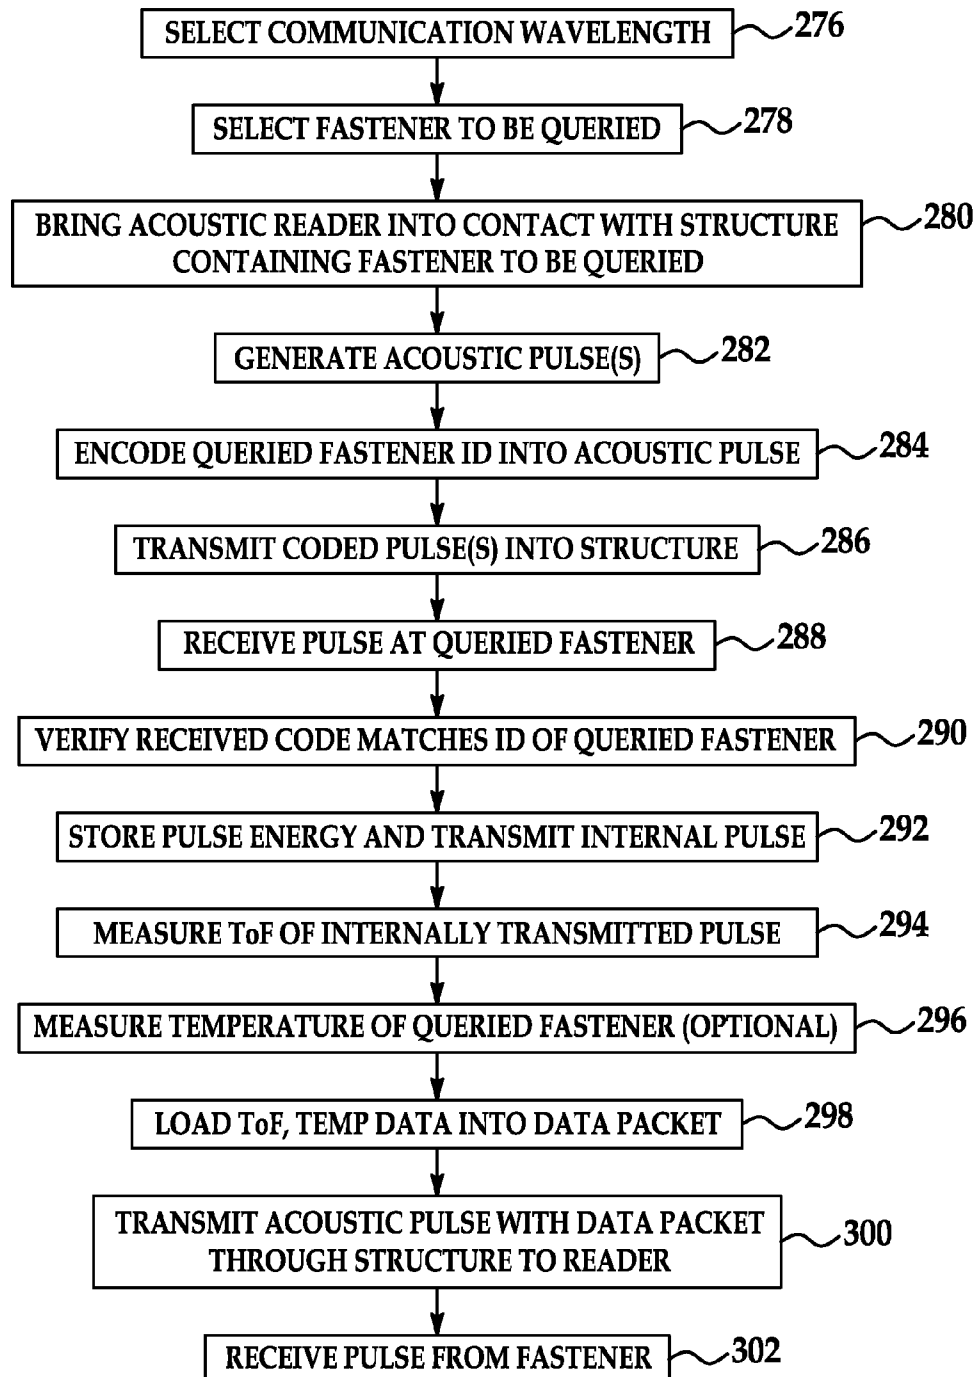 SELECT COMMUNICATION WAVELENGTH 276
SELECT FASTENER TO BE QUERIED 278
BRING ACOUSTIC READER INTO CONTACT WITH STRUCTURE 280
CONTAINING FASTENER TO BE QUERIED
GENERATE ACOUSTIC PULSE(S) 282
ENCODE QUERIED FASTENER ID INTO ACOUSTIC PULSE 284
TRANSMIT CODED PULSE(S) INTO STRUCTURE 286
RECEIVE PULSE AT QUERIED FASTENER 288
VERIFY RECEIVED CODE MATCHES ID OF QUERIED FASTENER 290
STORE PULSE ENERGY AND TRANSMIT INTERNAL PULSE 292
MEASURE ToF OF INTERNALLY TRANSMITTED PULSE 294
MEASURE TEMPERATURE OF QUERIED FASTENER (OPTIONAL) 296
LOAD ToF, TEMP DATA INTO DATA PACKET 298
TRANSMIT ACOUSTIC PULSE WITH DATA PACKET 300
THROUGH STRUCTURE TO READER
RECEIVE PULSE FROM FASTENER 302